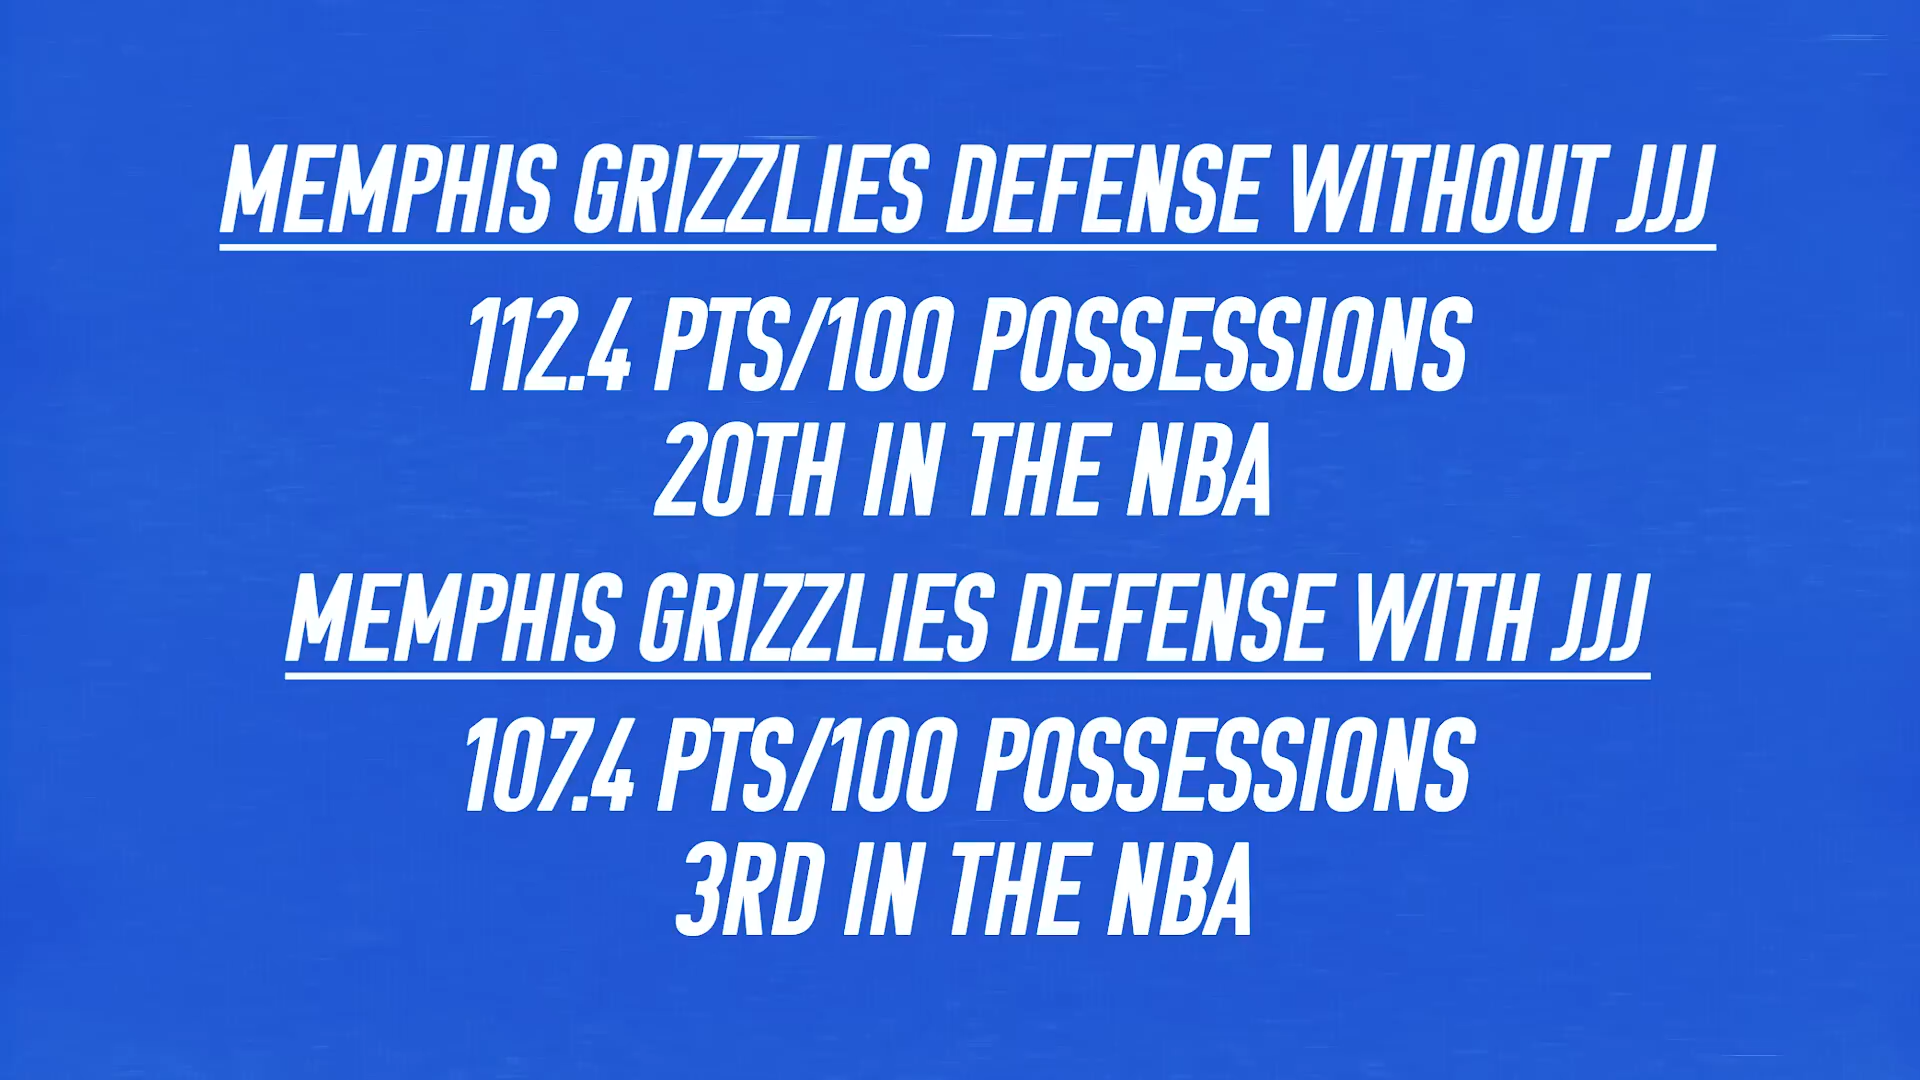 MEMPHIS GRIZZLIES DEFENSE WITHOUT JJJ
112.4 PTS/100 POSSESSIONS
20TH IN THE NBA
MEMPHIS GRIZZLIES DEFENSE WITH JJJ
107.4 PTS/100 POSSESSIONS
3RD IN THE NBA